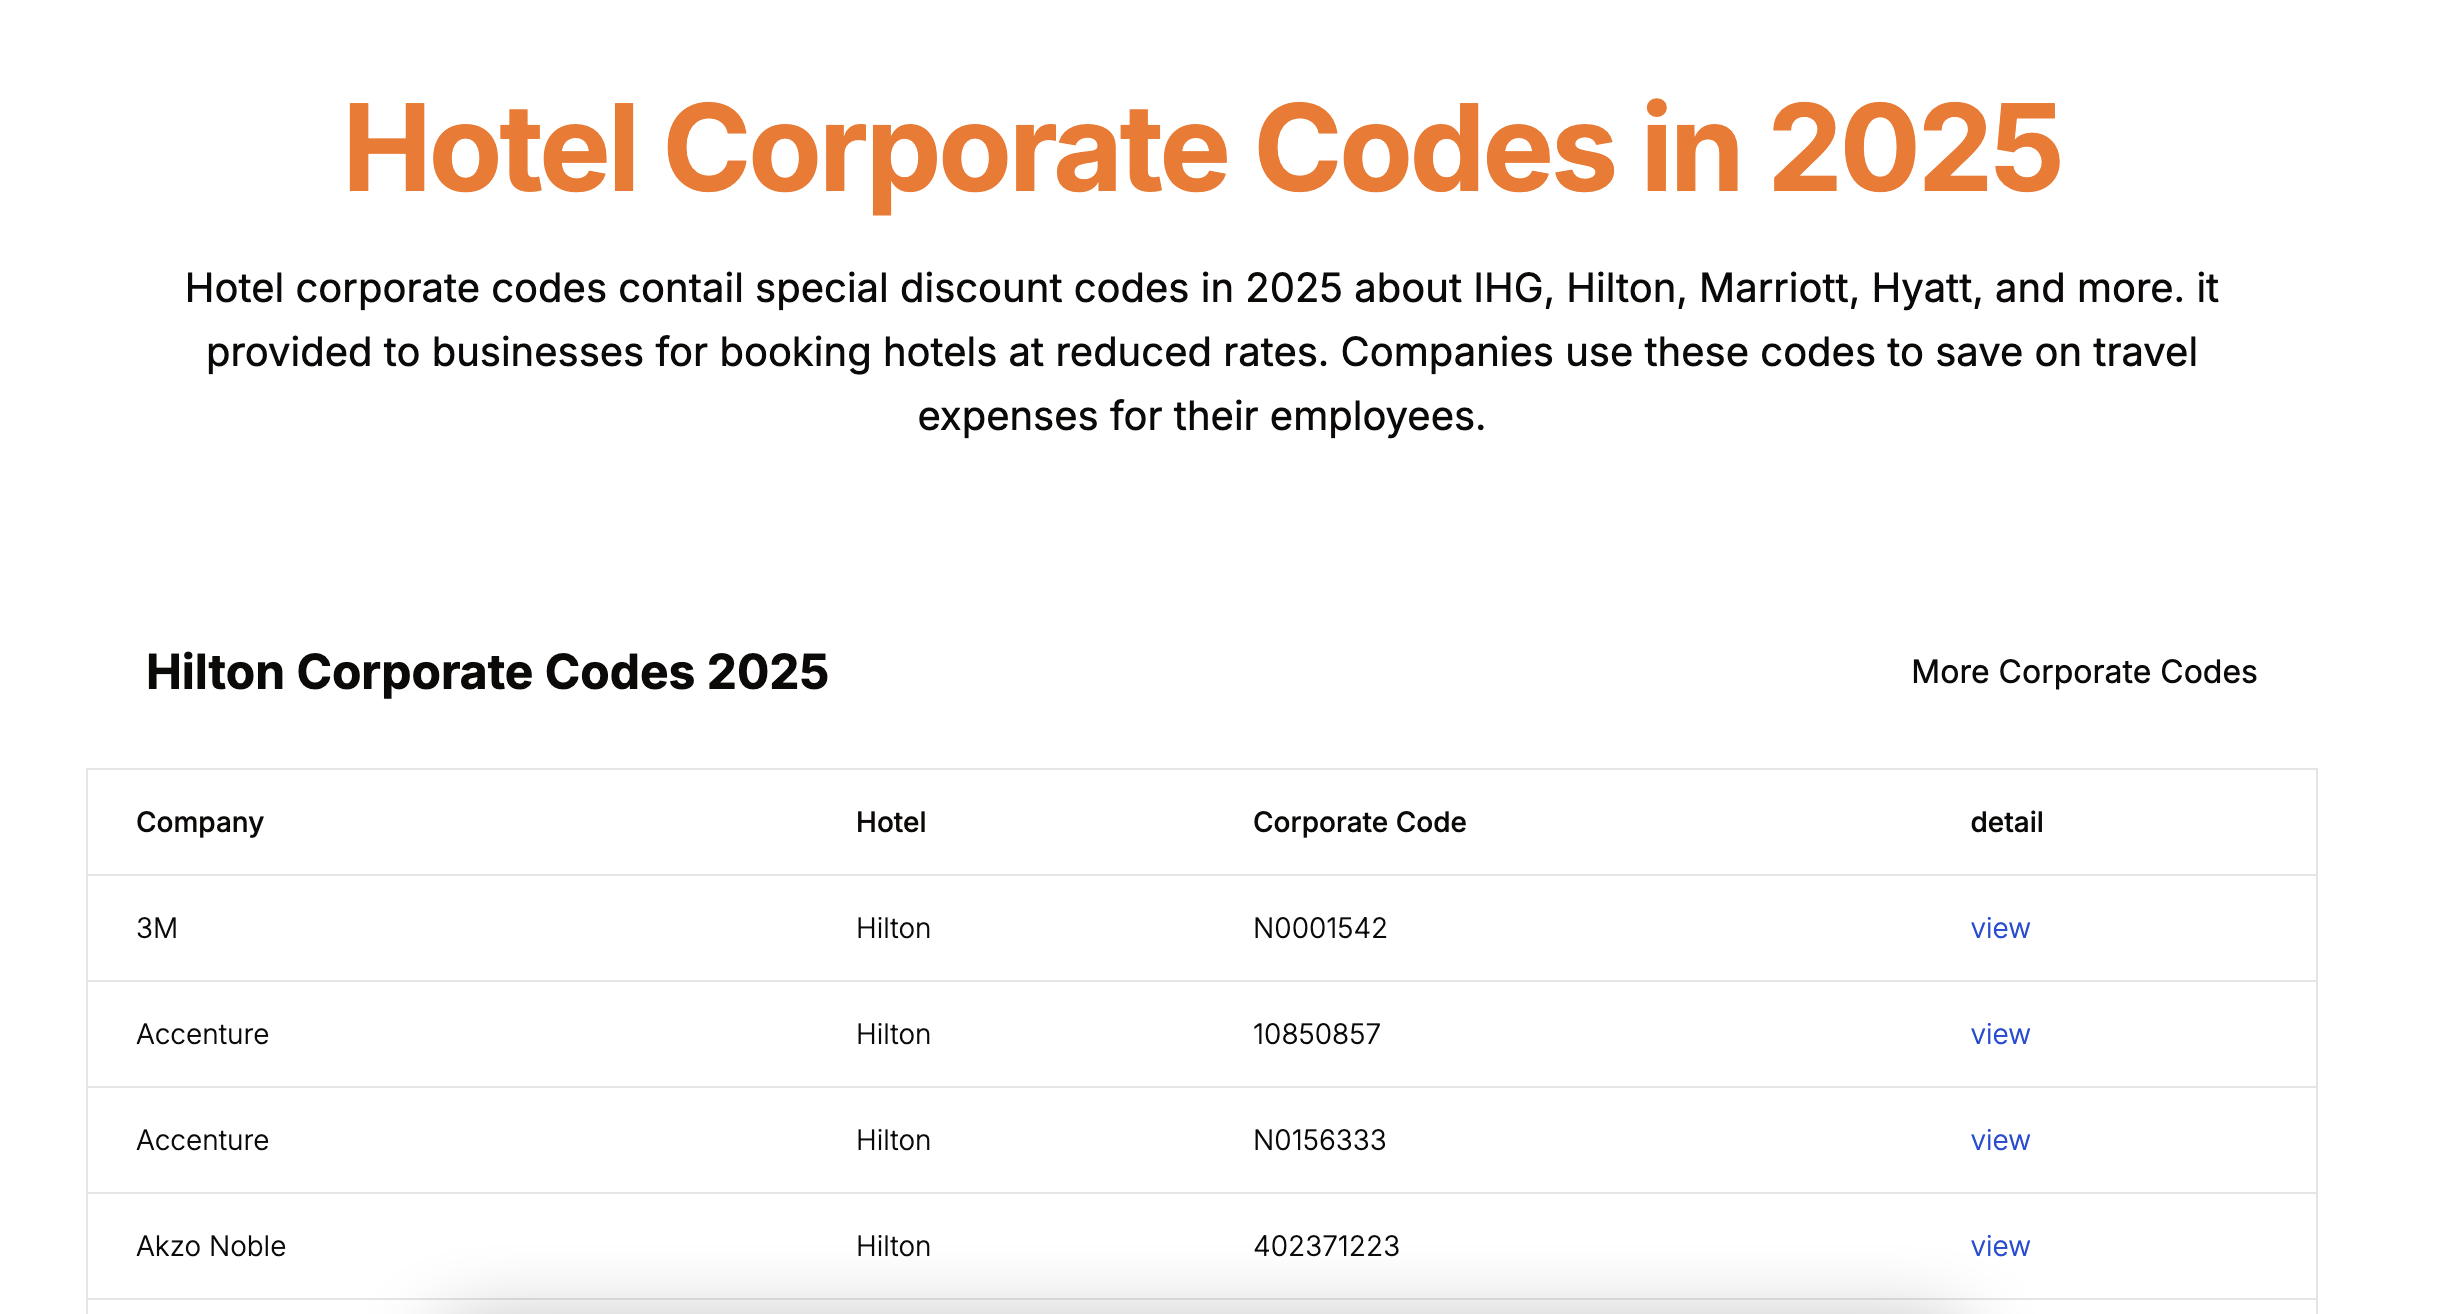 Hotel Corporate Codes in 2025
Hotel corporate codes contail special discount codes in 2025 about IHG, Hilton, Marriott, Hyatt, and more. it
provided to businesses for booking hotels at reduced rates. Companies use these codes to save on travel
expenses for their employees.
Hilton Corporate Codes 2025 More Corporate Codes
Company Hotel Corporate Code detail
3M Hilton N0001542 view
Accenture Hilton 10850857 view
Accenture Hilton N0156333 view
Akzo Noble Hilton 402371223 view